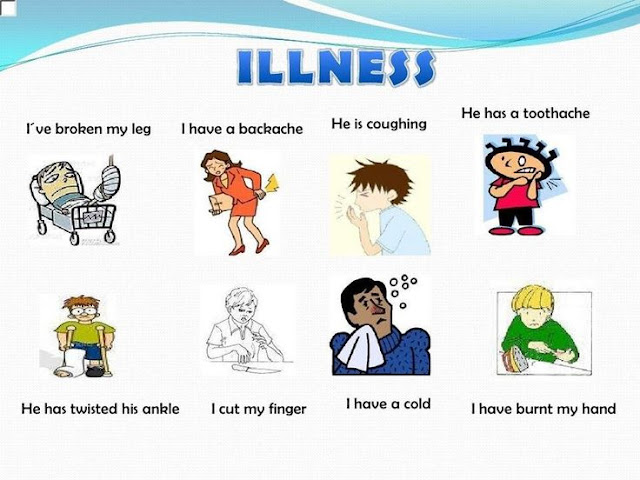 ILLNESS
I´ve broken my leg
I have a backache
He is coughing
He has a toothache
He has twisted his ankle
I cut my finger
I have a cold
I have burnt my hand